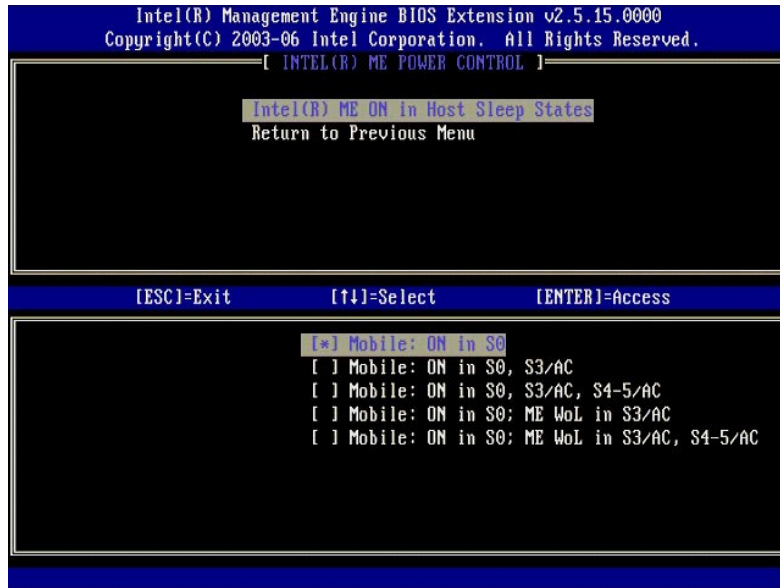 Intel(R) Management Engine BIOS Extension v2.5.15.0000
Copyright(C) 2003-06 Intel Corporation.  All Rights Reserved.
[ INTEL(R) ME POWER CONTROL ]
Intel(R) ME ON in Host Sleep States
Return to Previous Menu
[ESC]=Exit [↑↓]=Select [ENTER]=Access
[*] Mobile: ON in S0
[ ] Mobile: ON in S0, S3/AC
[ ] Mobile: ON in S0, S3/AC, S4-5/AC
[ ] Mobile: ON in S0; ME WoL in S3/AC
[ ] Mobile: ON in S0; ME WoL in S3/AC, S4-5/AC